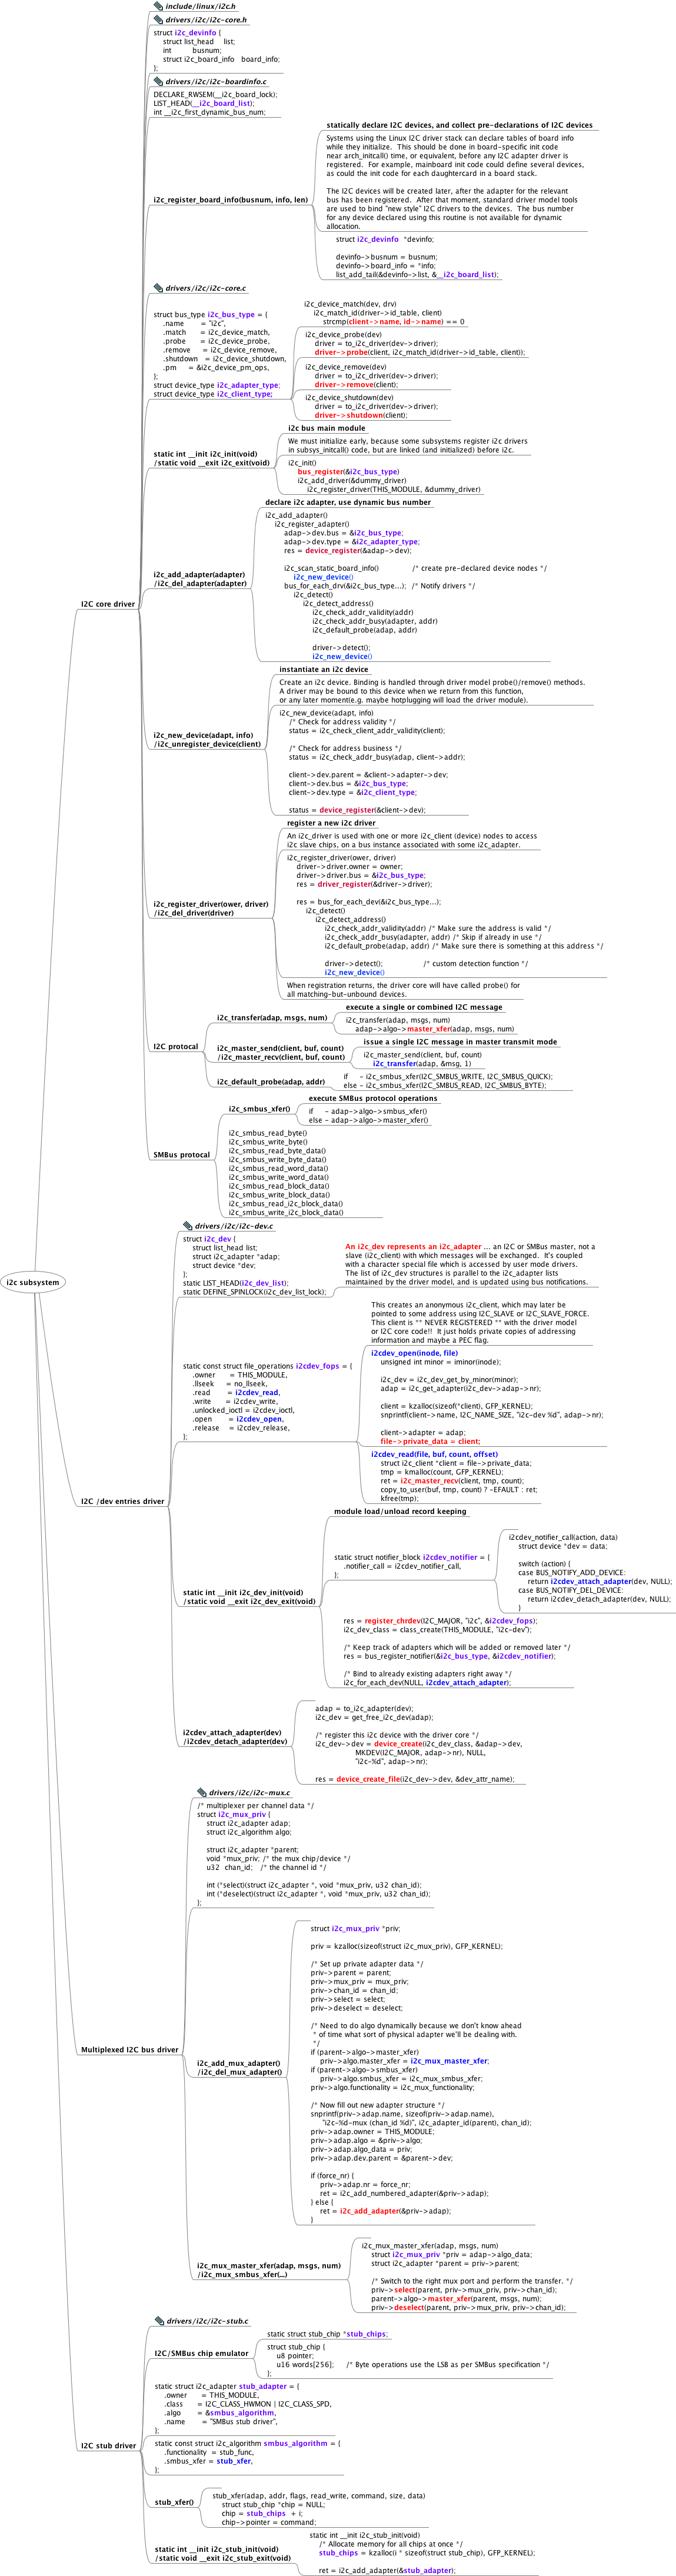 include/linux/i2c.h
drivers/i2c/i2c-core.h
struct i2c_devinfo {
struct list_head list;
int busnum;
struct i2c_board_info board_info;
};
drivers/i2c/i2c-boardinfo.c
DECLARE_RWSEM(__i2c_board_lock);
LIST_HEAD(__i2c_board_list);
int __i2c_first_dynamic_bus_num;
i2c_register_board_info(busnum, info, len)
statically declare I2C devices, and collect pre-declarations of I2C devices
Systems using the Linux I2C driver stack can declare tables of board info
while they initialize. This should be done in board-specific init code
near arch_initcall() time, or equivalent, before any I2C adapter driver is
registered. For example, mainboard init code could define several devices,
as could the init code for each daughtercard in a board stack.
The I2C devices will be created later, after the adapter for the relevant
bus has been registered. After that moment, standard driver model tools
are used to bind "new style" I2C drivers to the devices. The bus number
for any device declared using this routine is not available for dynamic
allocation.
struct i2c_devinfo *devinfo;
devinfo->busnum = busnum;
devinfo->board_info = *info;
list_add_tail(&devinfo->list, &__i2c_board_list);
drivers/i2c/i2c-core.c
struct bus_type i2c_bus_type = {
.name = "i2c",
.match = i2c_device_match,
.probe = i2c_device_probe,
.remove = i2c_device_remove,
.shutdown = i2c_device_shutdown,
.pm = &i2c_device_pm_ops,
};
struct device_type i2c_adapter_type;
struct device_type i2c_client_type;
i2c_device_match(dev, drv)
i2c_match_id(driver->id_table, client)
strcmp(client->name, id->name) == 0
i2c_device_probe(dev)
driver = to_i2c_driver(dev->driver);
driver->probe(client, i2c_match_id(driver->id_table, client));
i2c_device_remove(dev)
driver = to_i2c_driver(dev->driver);
driver->remove(client);
i2c_device_shutdown(dev)
driver = to_i2c_driver(dev->driver);
driver->shutdown(client);
static int __init i2c_init(void)
/static void __exit i2c_exit(void)
i2c bus main module
We must initialize early, because some subsystems register i2c drivers
in subsys_initcall() code, but are linked (and initialized) before i2c.
i2c_init()
bus_register(&i2c_bus_type)
i2c_add_driver(&dummy_driver)
i2c_register_driver(THIS_MODULE, &dummy_driver)
I2C core driver
i2c_add_adapter(adapter)
/i2c_del_adapter(adapter)
declare i2c adapter, use dynamic bus number
i2c_add_adapter()
i2c_register_adapter()
adap->dev.bus = &i2c_bus_type;
adap->dev.type = &i2c_adapter_type;
res = device_register(&adap->dev);
i2c_scan_static_board_info() /* create pre-declared device nodes */
i2c_new_device()
bus_for_each_drv(&i2c_bus_type...); /* Notify drivers */
i2c_detect()
i2c_detect_address()
i2c_check_addr_validity(addr)
i2c_check_addr_busy(adapter, addr)
i2c_default_probe(adap, addr)
driver->detect();
i2c_new_device()
i2c_new_device(adapt, info)
/i2c_unregister_device(client)
instantiate an i2c device
Create an i2c device. Binding is handled through driver model probe()/remove() methods.
A driver may be bound to this device when we return from this function,
or any later moment(e.g. maybe hotplugging will load the driver module).
i2c_new_device(adapt, info)
/* Check for address validity */
status = i2c_check_client_addr_validity(client);
/* Check for address business */
status = i2c_check_addr_busy(adap, client->addr);
client->dev.parent = &client->adapter->dev;
client->dev.bus = &i2c_bus_type;
client->dev.type = &i2c_client_type;
status = device_register(&client->dev);
i2c_register_driver(ower, driver)
/i2c_del_driver(driver)
register a new i2c driver
An i2c_driver is used with one or more i2c_client (device) nodes to access
i2c slave chips, on a bus instance associated with some i2c_adapter.
i2c_register_driver(ower, driver)
driver->driver.owner = owner;
driver->driver.bus = &i2c_bus_type;
res = driver_register(&driver->driver);
res = bus_for_each_dev(&i2c_bus_type...);
i2c_detect()
i2c_detect_address()
i2c_check_addr_validity(addr) /* Make sure the address is valid */
i2c_check_addr_busy(adapter, addr) /* Skip if already in use */
i2c_default_probe(adap, addr) /* Make sure there is something at this address */
driver->detect(); /* custom detection function */
i2c_new_device()
When registration returns, the driver core will have called probe() for
all matching-but-unbound devices.
I2C protocal
i2c_transfer(adap, msgs, num)
execute a single or combined I2C message
i2c_transfer(adap, msgs, num)
adap->algo->master_xfer(adap, msgs, num)
i2c_master_send(client, buf, count)
/i2c_master_recv(client, buf, count)
issue a single I2C message in master transmit mode
i2c_master_send(client, buf, count)
i2c_transfer(adap, &msg, 1)
i2c_default_probe(adap, addr)
if - i2c_smbus_xfer(I2C_SMBUS_WRITE, I2C_SMBUS_QUICK);
else - i2c_smbus_xfer(I2C_SMBUS_READ, I2C_SMBUS_BYTE);
SMBus protocal
i2c_smbus_xfer()
execute SMBus protocol operations
if - adap->algo->smbus_xfer()
else - adap->algo->master_xfer()
i2c_smbus_read_byte()
i2c_smbus_write_byte()
i2c_smbus_read_byte_data()
i2c_smbus_write_byte_data()
i2c_smbus_read_word_data()
i2c_smbus_write_word_data()
i2c_smbus_read_block_data()
i2c_smbus_write_block_data()
i2c_smbus_read_i2c_block_data()
i2c_smbus_write_i2c_block_data()
i2c subsystem
drivers/i2c/i2c-dev.c
struct i2c_dev {
struct list_head list;
struct i2c_adapter *adap;
struct device *dev;
};
static LIST_HEAD(i2c_dev_list);
static DEFINE_SPINLOCK(i2c_dev_list_lock);
An i2c_dev represents an i2c_adapter ... an I2C or SMBus master, not a
slave (i2c_client) with which messages will be exchanged. It's coupled
with a character special file which is accessed by user mode drivers.
The list of i2c_dev structures is parallel to the i2c_adapter lists
maintained by the driver model, and is updated using bus notifications.
static const struct file_operations i2cdev_fops = {
.owner = THIS_MODULE,
.llseek = no_llseek,
.read = i2cdev_read,
.write = i2cdev_write,
.unlocked_ioctl = i2cdev_ioctl,
.open = i2cdev_open,
.release = i2cdev_release,
};
This creates an anonymous i2c_client, which may later be
pointed to some address using I2C_SLAVE or I2C_SLAVE_FORCE.
This client is ** NEVER REGISTERED ** with the driver model
or I2C core code!! It just holds private copies of addressing
information and maybe a PEC flag.
i2cdev_open(inode, file)
unsigned int minor = iminor(inode);
i2c_dev = i2c_dev_get_by_minor(minor);
adap = i2c_get_adapter(i2c_dev->adap->nr);
client = kzalloc(sizeof(*client), GFP_KERNEL);
snprintf(client->name, I2C_NAME_SIZE, "i2c-dev %d", adap->nr);
client->adapter = adap;
file->private_data = client;
i2cdev_read(file, buf, count, offset)
struct i2c_client *client = file->private_data;
tmp = kmalloc(count, GFP_KERNEL);
ret = i2c_master_recv(client, tmp, count);
copy_to_user(buf, tmp, count) ? -EFAULT : ret;
kfree(tmp);
I2C /dev entries driver
static int __init i2c_dev_init(void)
/static void __exit i2c_dev_exit(void)
module load/unload record keeping
static struct notifier_block i2cdev_notifier = {
.notifier_call = i2cdev_notifier_call,
};
i2cdev_notifier_call(action, data)
struct device *dev = data;
switch (action) {
case BUS_NOTIFY_ADD_DEVICE:
return i2cdev_attach_adapter(dev, NULL);
case BUS_NOTIFY_DEL_DEVICE:
return i2cdev_detach_adapter(dev, NULL);
}
res = register_chrdev(I2C_MAJOR, "i2c", &i2cdev_fops);
i2c_dev_class = class_create(THIS_MODULE, "i2c-dev");
/* Keep track of adapters which will be added or removed later */
res = bus_register_notifier(&i2c_bus_type, &i2cdev_notifier);
/* Bind to already existing adapters right away */
i2c_for_each_dev(NULL, i2cdev_attach_adapter);
i2cdev_attach_adapter(dev)
/i2cdev_detach_adapter(dev)
adap = to_i2c_adapter(dev);
i2c_dev = get_free_i2c_dev(adap);
/* register this i2c device with the driver core */
i2c_dev->dev = device_create(i2c_dev_class, &adap->dev,
MKDEV(I2C_MAJOR, adap->nr), NULL,
"i2c-%d", adap->nr);
res = device_create_file(i2c_dev->dev, &dev_attr_name);
drivers/i2c/i2c-mux.c
/* multiplexer per channel data */
struct i2c_mux_priv {
struct i2c_adapter adap;
struct i2c_algorithm algo;
struct i2c_adapter *parent;
void *mux_priv; /* the mux chip/device */
u32 chan_id; /* the channel id */
int (*select)(struct i2c_adapter *, void *mux_priv, u32 chan_id);
int (*deselect)(struct i2c_adapter *, void *mux_priv, u32 chan_id);
};
Multiplexed I2C bus driver
i2c_add_mux_adapter()
/i2c_del_mux_adapter()
struct i2c_mux_priv *priv;
priv = kzalloc(sizeof(struct i2c_mux_priv), GFP_KERNEL);
/* Set up private adapter data */
priv->parent = parent;
priv->mux_priv = mux_priv;
priv->chan_id = chan_id;
priv->select = select;
priv->deselect = deselect;
/* Need to do algo dynamically because we don't know ahead
* of time what sort of physical adapter we'll be dealing with.
*/
if (parent->algo->master_xfer)
priv->algo.master_xfer = i2c_mux_master_xfer;
if (parent->algo->smbus_xfer)
priv->algo.smbus_xfer = i2c_mux_smbus_xfer;
priv->algo.functionality = i2c_mux_functionality;
/* Now fill out new adapter structure */
snprintf(priv->adap.name, sizeof(priv->adap.name),
"i2c-%d-mux (chan_id %d)", i2c_adapter_id(parent), chan_id);
priv->adap.owner = THIS_MODULE;
priv->adap.algo = &priv->algo;
priv->adap.algo_data = priv;
priv->adap.dev.parent = &parent->dev;
if (force_nr) {
priv->adap.nr = force_nr;
ret = i2c_add_numbered_adapter(&priv->adap);
} else {
ret = i2c_add_adapter(&priv->adap);
}
i2c_mux_master_xfer(adap, msgs, num)
/i2c_mux_smbus_xfer(...)
i2c_mux_master_xfer(adap, msgs, num)
struct i2c_mux_priv *priv = adap->algo_data;
struct i2c_adapter *parent = priv->parent;
/* Switch to the right mux port and perform the transfer. */
priv->select(parent, priv->mux_priv, priv->chan_id);
parent->algo->master_xfer(parent, msgs, num);
priv->deselect(parent, priv->mux_priv, priv->chan_id);
drivers/i2c/i2c-stub.c
I2C/SMBus chip emulator
static struct stub_chip *stub_chips;
struct stub_chip {
u8 pointer;
u16 words[256]; /* Byte operations use the LSB as per SMBus specification */
};
static struct i2c_adapter stub_adapter = {
.owner = THIS_MODULE,
.class = I2C_CLASS_HWMON | I2C_CLASS_SPD,
.algo = &smbus_algorithm,
.name = "SMBus stub driver",
};
I2C stub driver
static const struct i2c_algorithm smbus_algorithm = {
.functionality = stub_func,
.smbus_xfer = stub_xfer,
};
stub_xfer()
stub_xfer(adap, addr, flags, read_write, command, size, data)
struct stub_chip *chip = NULL;
chip = stub_chips + i;
chip->pointer = command;
static int __init i2c_stub_init(void)
/static void __exit i2c_stub_exit(void)
static int __init i2c_stub_init(void)
/* Allocate memory for all chips at once */
stub_chips = kzalloc(i * sizeof(struct stub_chip), GFP_KERNEL);
ret = i2c_add_adapter(&stub_adapter);